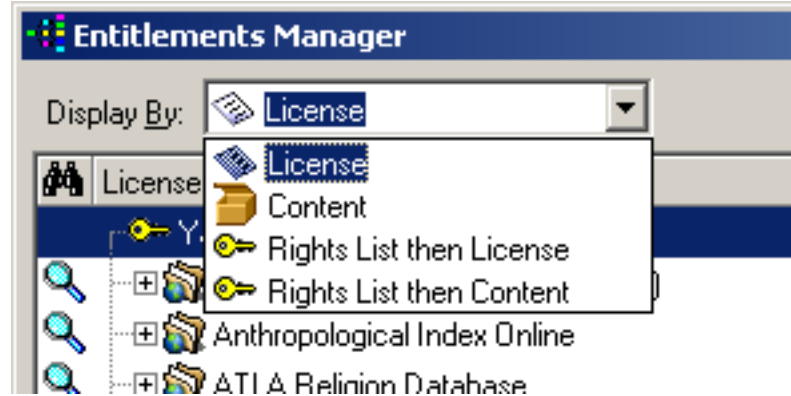 Entitlements Manager
Display By: License
License
License
Content
Rights List then License
Rights List then Content
Anthropological Index Online
ATLA Religion Database